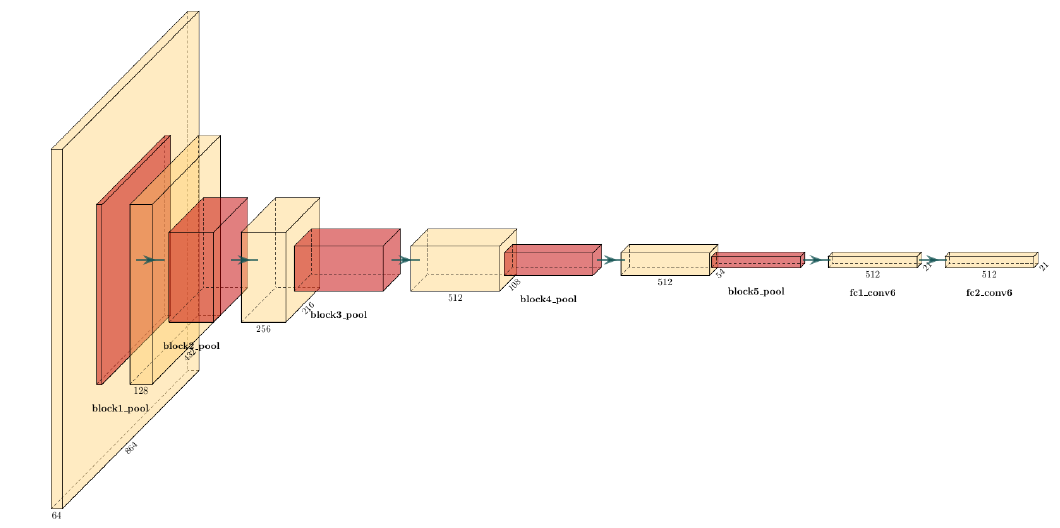 64
864
block1_pool
128
432
block2_pool
256
216
block3_pool
512
108
block4_pool
512
54
block5_pool
512
21
fc1_conv6
512
21
fc2_conv6